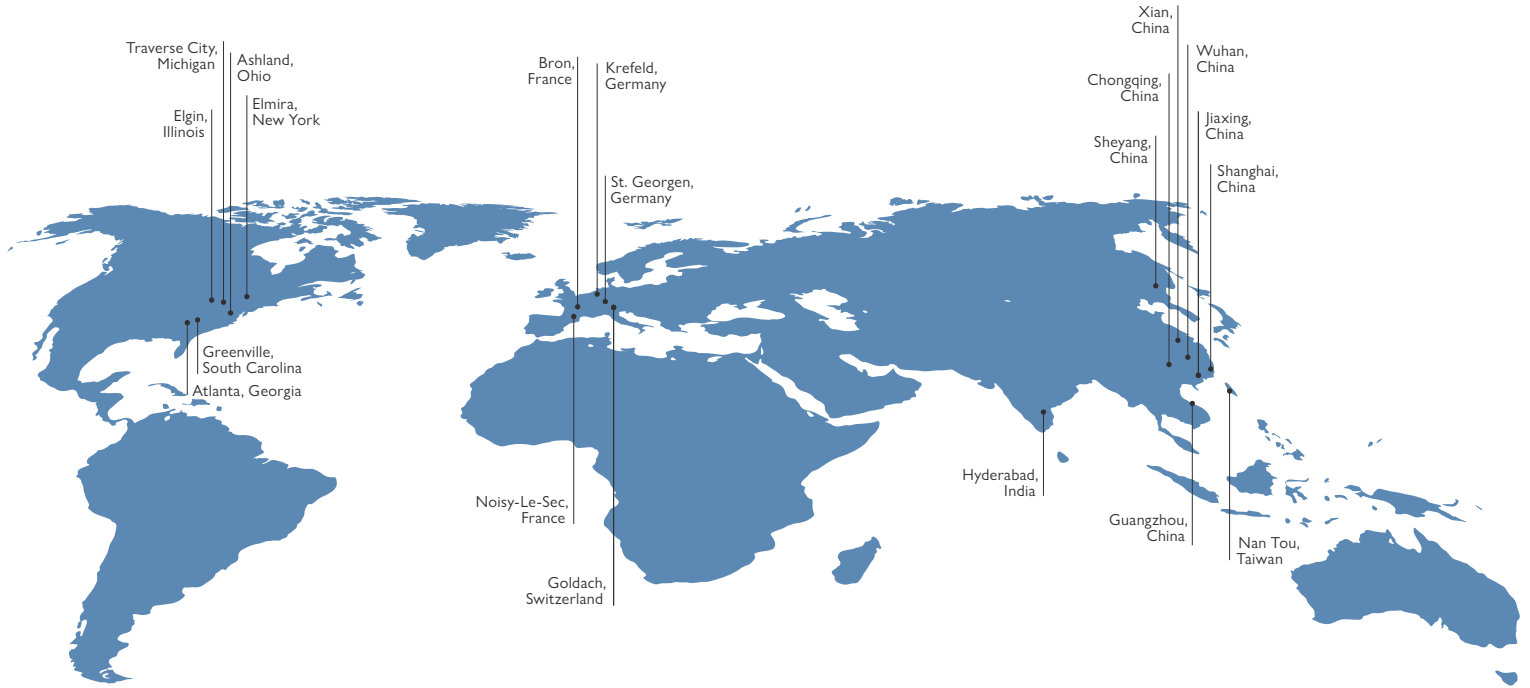 Traverse City,
Michigan
Ashland,
Ohio
Elgin,
Illinois
Elmira,
New York
Greenville,
South Carolina
Atlanta, Georgia
Bron,
France
Krefeld,
Germany
St. Georgen,
Germany
Noisy-Le-Sec,
France
Goldach,
Switzerland
Xian,
China
Wuhan,
China
Chongqing,
China
Jiaxing,
China
Sheyang,
China
Shanghai,
China
Hyderabad,
India
Guangzhou,
China
Nan Tou,
Taiwan